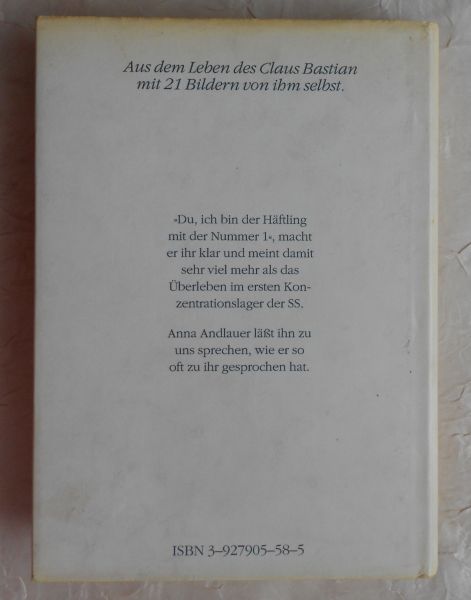 Aus dem Leben des Claus Bastian
mit 21 Bildern von ihm selbst.
»Du, ich bin der Häftling
mit der Nummer 1«, macht
er ihr klar und meint damit
sehr viel mehr als das
Überleben im ersten Kon-
zentrationslager der SS.
Anna Andlauer läßt ihn zu
uns sprechen, wie er so
oft zu ihr gesprochen hat.
ISBN 3–927905–58–5